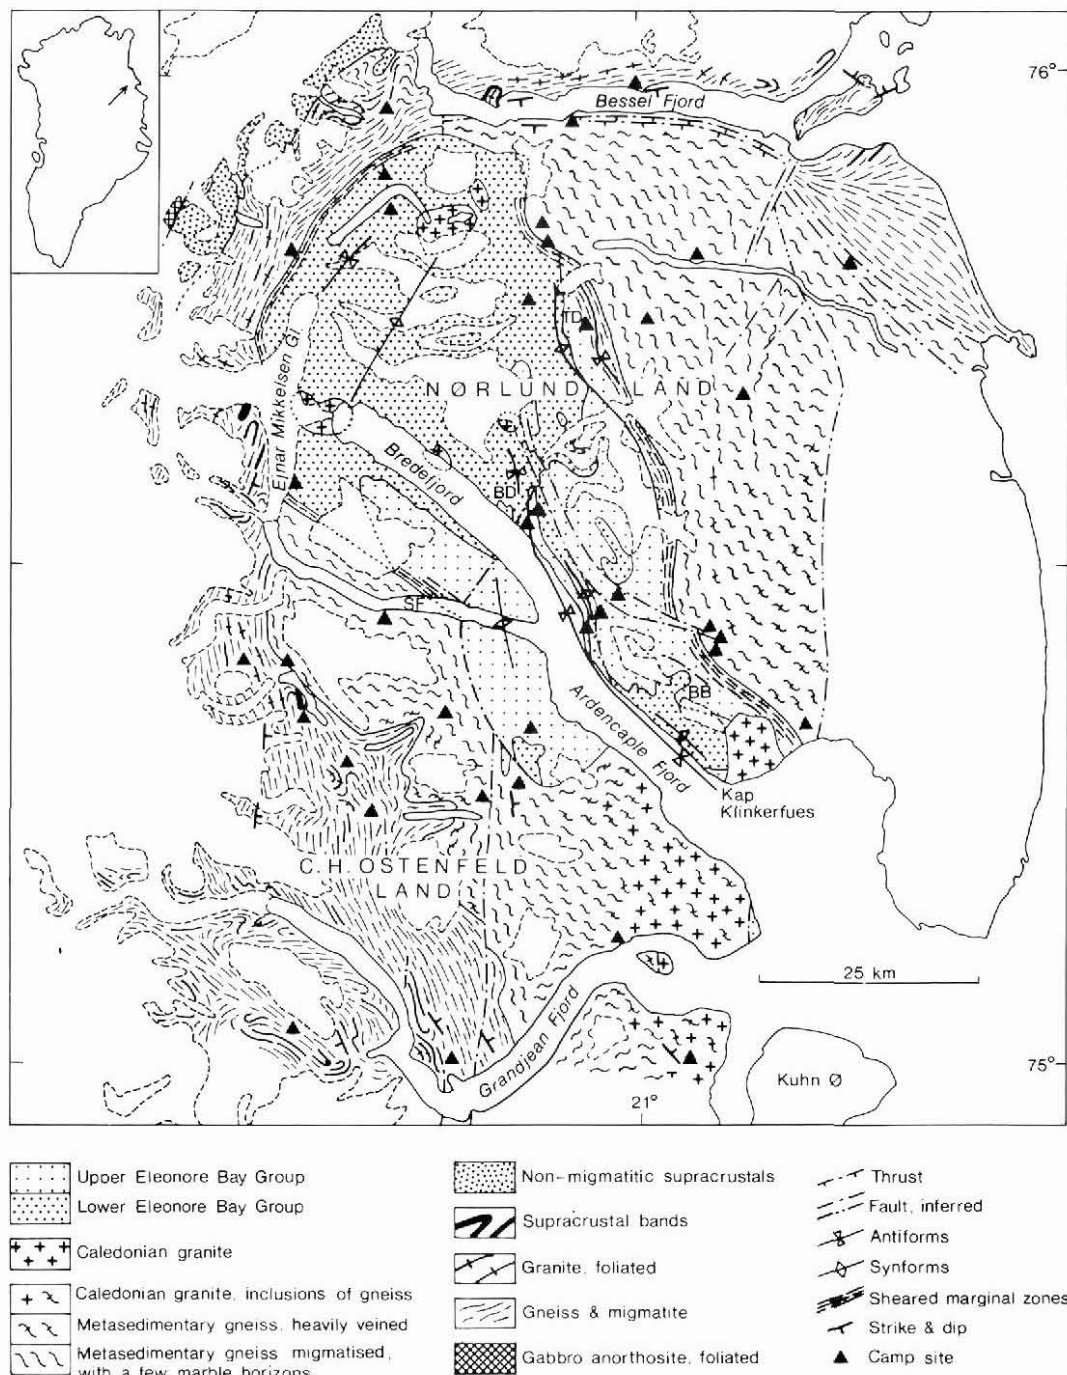 76°
Bessel Fjord
TD
NØRLUND LAND
Ejnar Mikkelsen Gl.
Bredefjord
BD
SF
BB
Ardencaple Fjord
Kap
Klinkerfues
C.H. OSTENFELD
LAND
25 km
Grandjean Fjord
75°
Kuhn Ø
21°
Upper Eleonore Bay Group
Lower Eleonore Bay Group
Caledonian granite
Caledonian granite, inclusions of gneiss
Metasedimentary gneiss, heavily veined
Metasedimentary gneiss migmatised,
with a few marble horizons
Non-migmatitic supracrustals
Supracrustal bands
Granite, foliated
Gneiss & migmatite
Gabbro anorthosite, foliated
Thrust
Fault, inferred
Antiforms
Synforms
Sheared marginal zones
Strike & dip
Camp site